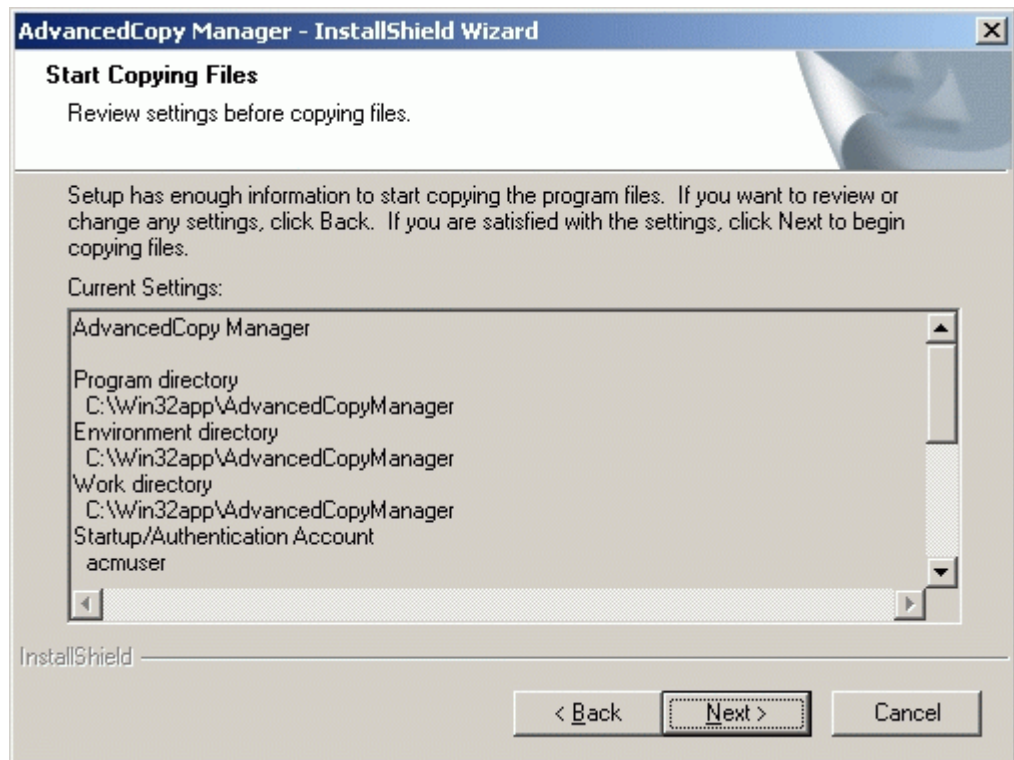 AdvancedCopy Manager - InstallShield Wizard
Start Copying Files
Review settings before copying files.
Setup has enough information to start copying the program files.  If you want to review or
change any settings, click Back.  If you are satisfied with the settings, click Next to begin
copying files.
Current Settings:
AdvancedCopy Manager
Program directory
C:\Win32app\AdvancedCopyManager
Environment directory
C:\Win32app\AdvancedCopyManager
Work directory
C:\Win32app\AdvancedCopyManager
Startup/Authentication Account
acmuser
InstallShield
< Back
Next >
Cancel